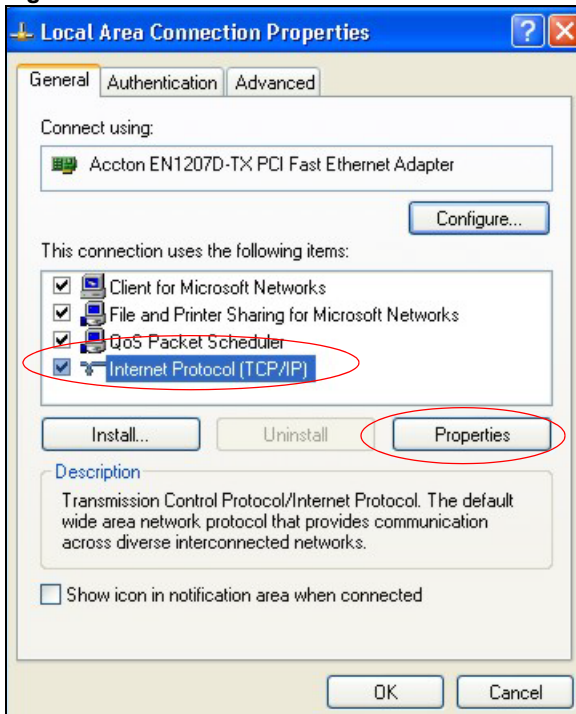 Local Area Connection Properties
General Authentication Advanced
Connect using:
Accton EN1207D-TX PCI Fast Ethernet Adapter
Configure...
This connection uses the following items:
Client for Microsoft Networks
File and Printer Sharing for Microsoft Networks
QoS Packet Scheduler
Internet Protocol (TCP/IP)
Install... Uninstall Properties
Description
Transmission Control Protocol/Internet Protocol. The default
wide area network protocol that provides communication
across diverse interconnected networks.
Show icon in notification area when connected
OK Cancel